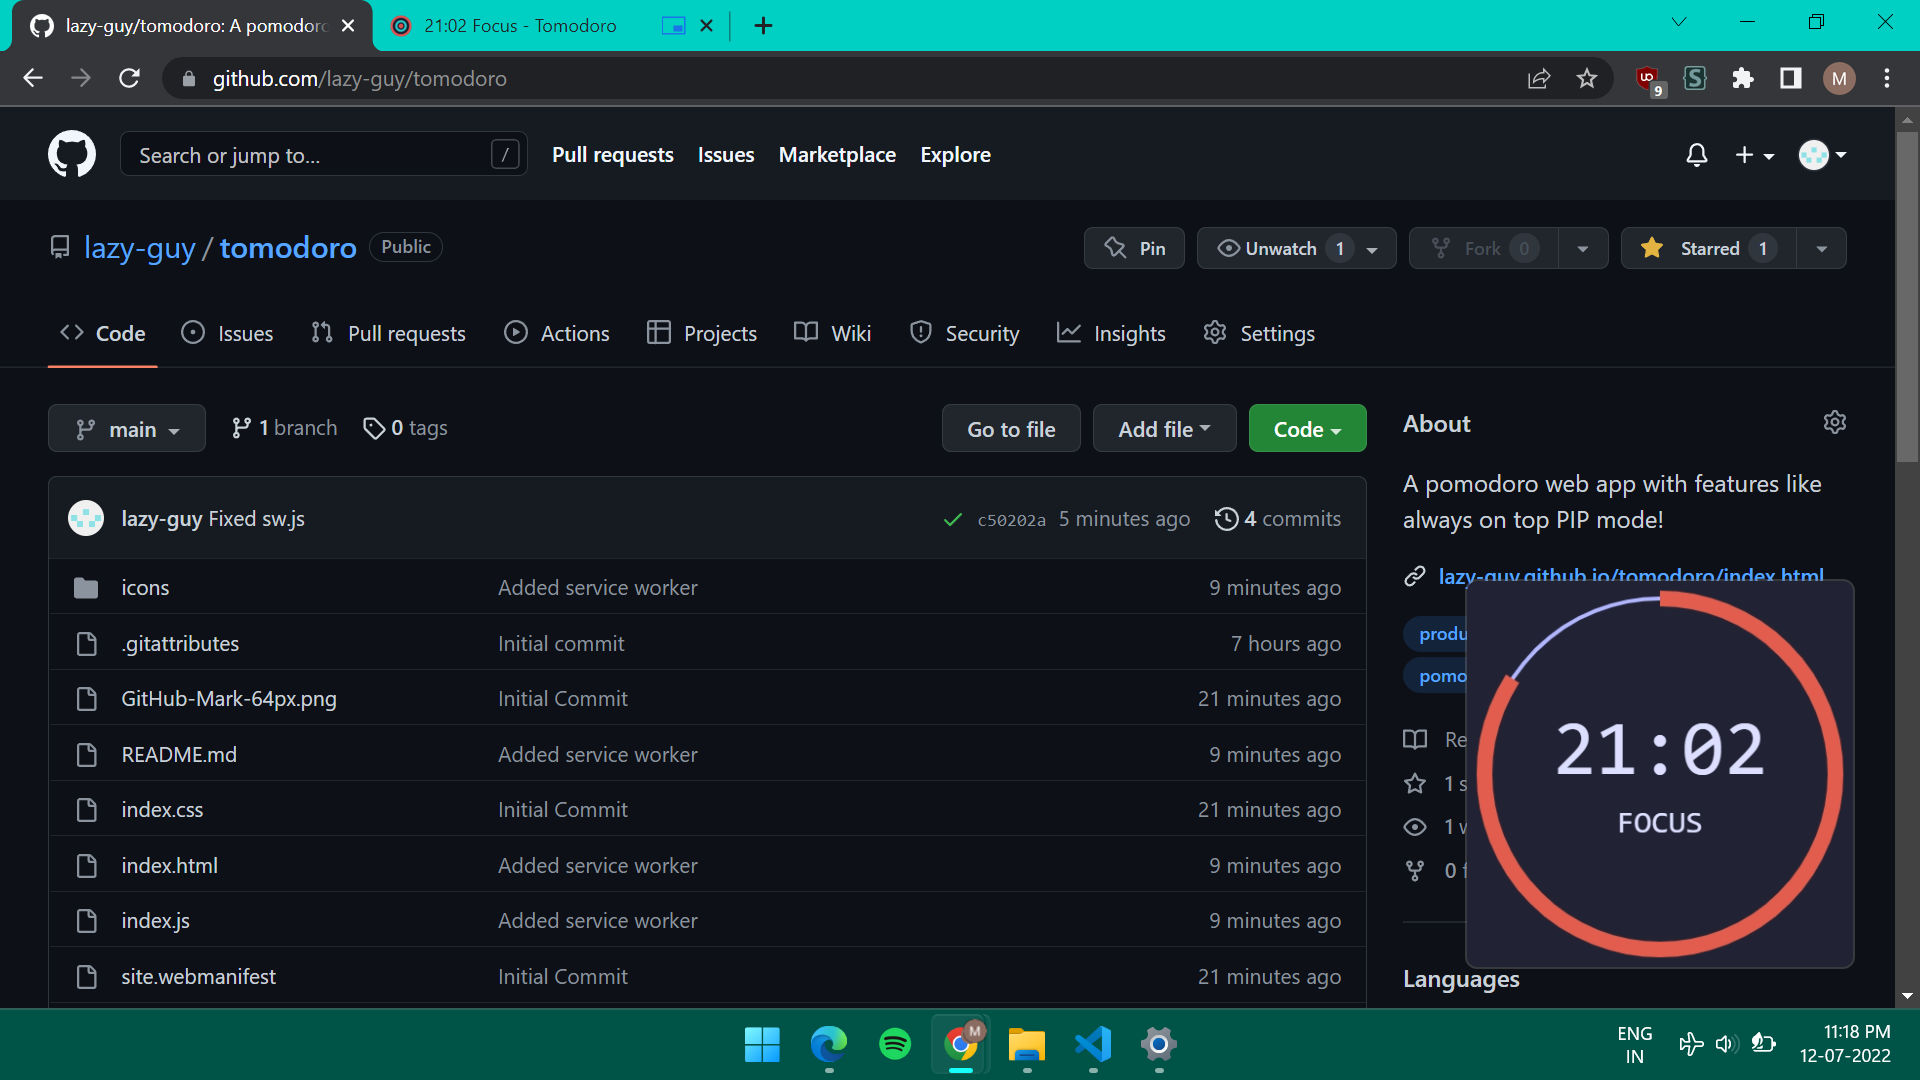 lazy-guy/tomodoro: A pomodoro
21:02 Focus - Tomodoro
github.com/lazy-guy/tomodoro
9
M
Search or jump to...
/
Pull requests
Issues
Marketplace
Explore
lazy-guy / tomodoro
Public
Pin
Unwatch 1
Fork 0
Starred 1
Code
Issues
Pull requests
Actions
Projects
Wiki
Security
Insights
Settings
main
1 branch
0 tags
Go to file
Add file
Code
About
A pomodoro web app with features like
always on top PIP mode!
lazy-guy.github.io/tomodoro/index.html
lazy-guy Fixed sw.js
c50202a 5 minutes ago
4 commits
icons Added service worker 9 minutes ago
.gitattributes Initial commit 7 hours ago
GitHub-Mark-64px.png Initial Commit 21 minutes ago
README.md Added service worker 9 minutes ago
index.css Initial Commit 21 minutes ago
index.html Added service worker 9 minutes ago
index.js Added service worker 9 minutes ago
site.webmanifest Initial Commit 21 minutes ago
produ
pomo
Re
1 s
1
0
21:02
FOCUS
Languages
M
ENG
IN
11:18 PM
12-07-2022